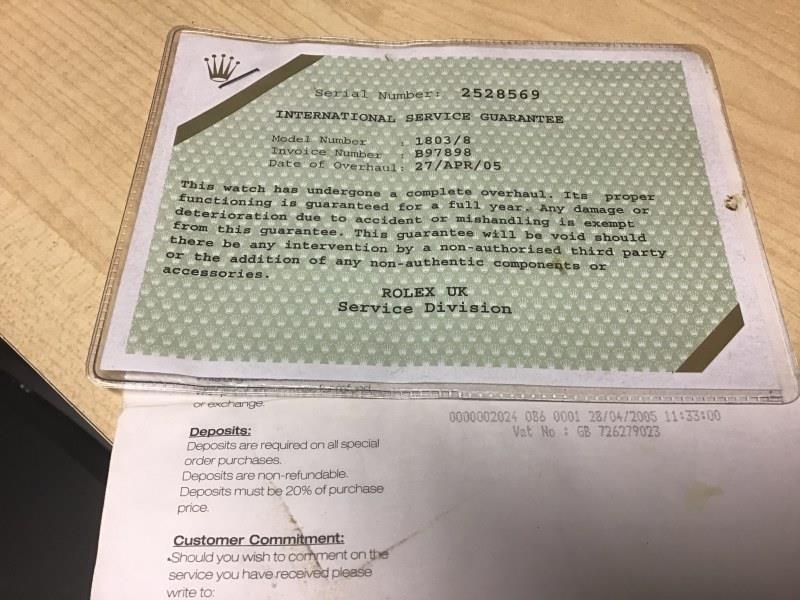 Serial Number: 2528569
INTERNATIONAL SERVICE GUARANTEE
Model Number : 1803/8
Invoice Number : B97898
Date of Overhaul: 27/APR/05
This watch has undergone a complete overhaul. Its proper
functioning is guaranteed for a full year. Any damage or
deterioration due to accident or mishandling is exempt
from this guarantee. This guarantee will be void should
there be any intervention by a non-authorised third party
or the addition of any non-authentic components or
accessories.
ROLEX UK
Service Division
or exchange.
0000002024 086 0001 28/04/2005 11:33:00
Vat No : GB 726279023
Deposits:
Deposits are required on all special
order purchases.
Deposits are non-refundable.
Deposits must be 20% of purchase
price.
Customer Commitment:
Should you wish to comment on the
service you have received please
write to: